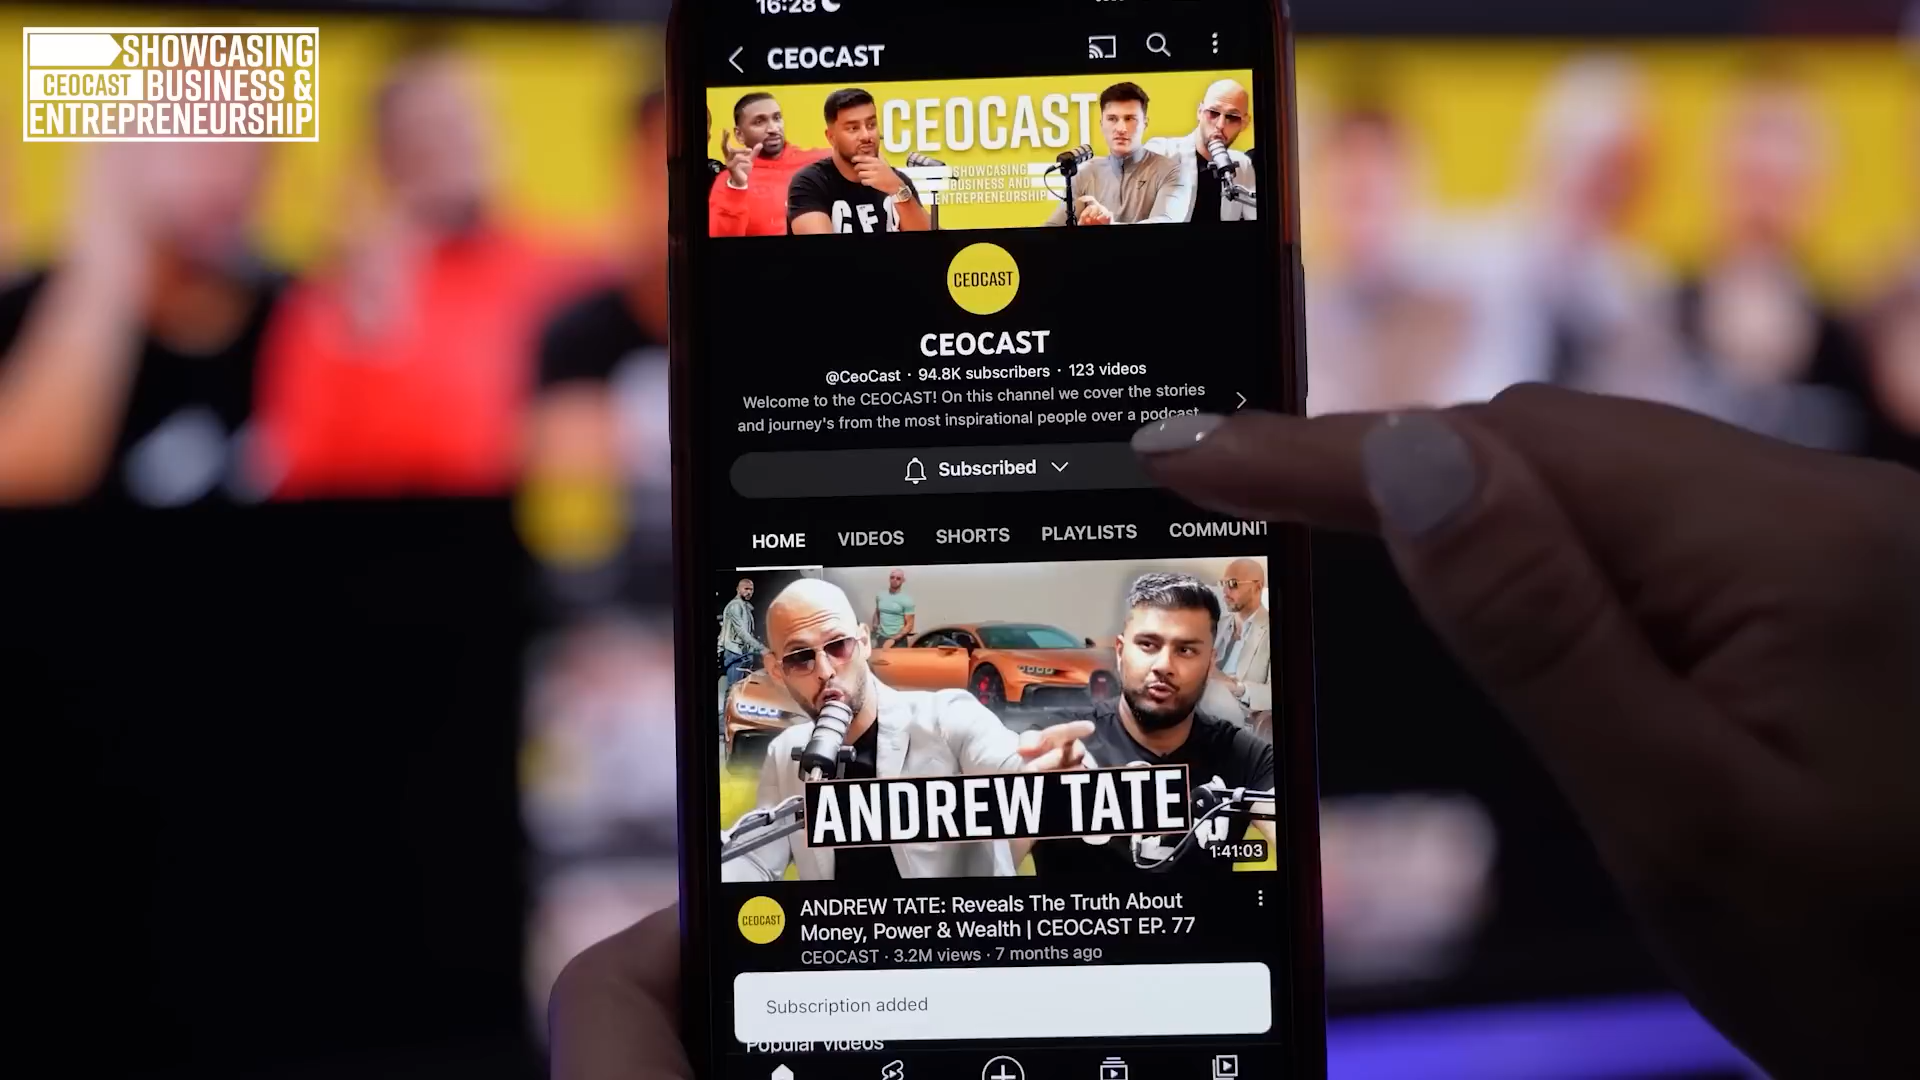 SHOWCASING
CEOCAST BUSINESS &
ENTREPRENEURSHIP
16:28
CEOCAST
CEOCAST
SHOWCASING
BUSINESS AND
ENTREPRENEURSHIP
CEO
CEOCAST
CEOCAST
@CeoCast · 94.8K subscribers · 123 videos
Welcome to the CEOCAST! On this channel we cover the stories
and journey's from the most inspirational people over a podcast
Subscribed
HOME VIDEOS SHORTS PLAYLISTS COMMUNIT
ANDREW TATE
1:41:03
CEOCAST
ANDREW TATE: Reveals The Truth About
Money, Power & Wealth | CEOCAST EP. 77
CEOCAST · 3.2M views · 7 months ago
Subscription added
Popular videos